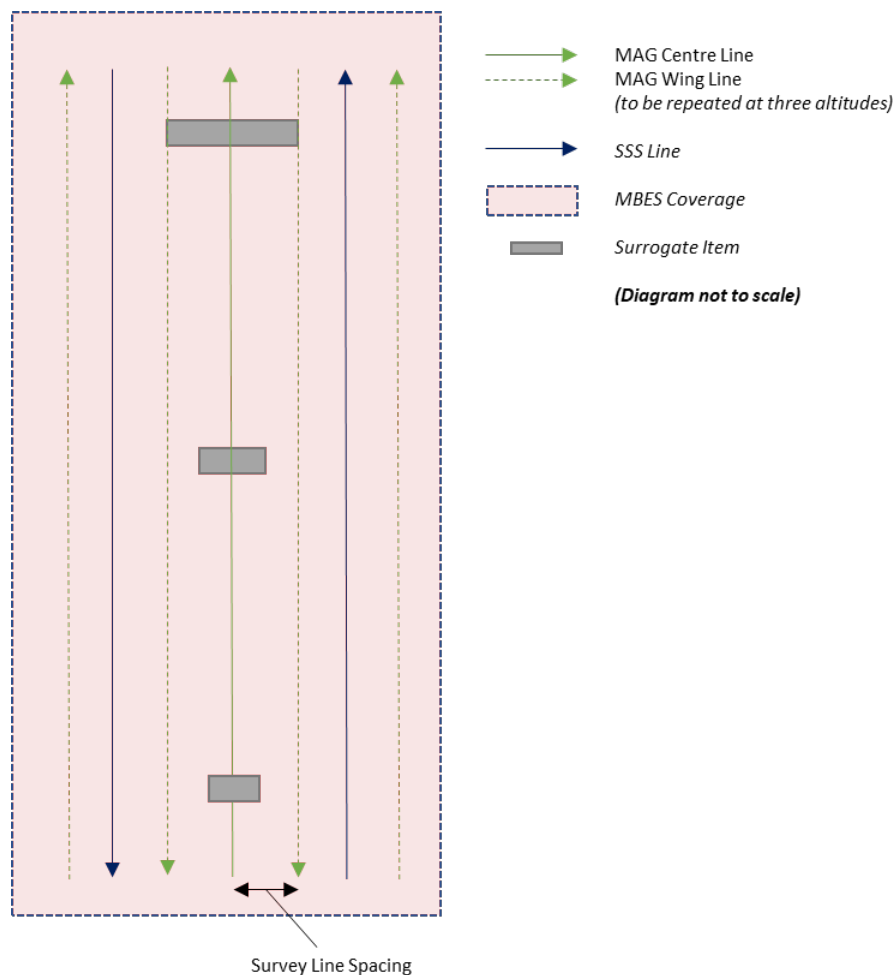 MAG Centre Line
MAG Wing Line
(to be repeated at three altitudes)
SSS Line
MBES Coverage
Surrogate Item
(Diagram not to scale)
Survey Line Spacing